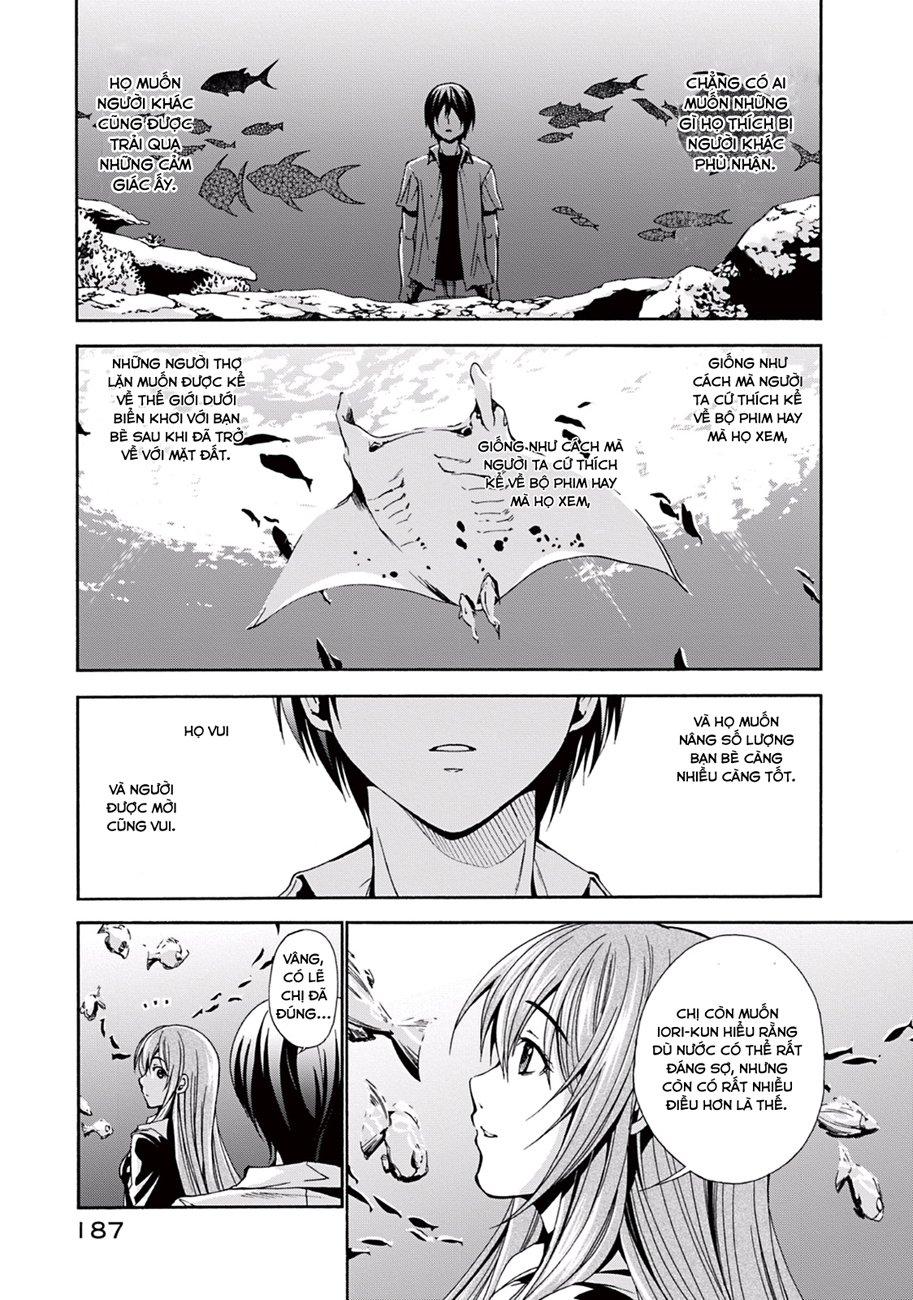 CHẲNG CÓ AI
MUỐN NHỮNG
GÌ HỌ THÍCH BỊ
NGƯỜI KHÁC
PHỦ NHẬN.
HỌ MUỐN
NGƯỜI KHÁC
CŨNG ĐƯỢC
TRẢI QUA
NHỮNG CẢM
GIÁC ẤY.
GIỐNG NHƯ
CÁCH MÀ NGƯỜI
TA CỨ THÍCH KỂ
VỀ BỘ PHIM HAY
MÀ HỌ XEM,
GIỐNG NHƯ CÁCH MÀ
NGƯỜI TA CỨ THÍCH
KỂ VỀ BỘ PHIM HAY
MÀ HỌ XEM,
NHỮNG NGƯỜI THỢ
LẶN MUỐN ĐƯỢC KỂ
VỀ THẾ GIỚI DƯỚI
BIỂN KHƠI VỚI BẠN
BÈ SAU KHI ĐÃ TRỞ
VỀ VỚI MẶT ĐẤT.
VÀ HỌ MUỐN
NÂNG SỐ LƯỢNG
BẠN BÈ CÀNG
NHIỀU CÀNG TỐT.
HỌ VUI
VÀ NGƯỜI
ĐƯỢC MỜI
CŨNG VUI.
CHỊ CÒN MUỐN
IORI-KUN HIỂU RẰNG
DÙ NƯỚC CÓ THỂ RẤT
ĐÁNG SỢ, NHƯNG
CÒN CÓ RẤT NHIỀU
ĐIỀU HƠN LÀ THẾ.
VÂNG,
CÓ LẼ
CHỊ ĐÃ
ĐÚNG...
...
187